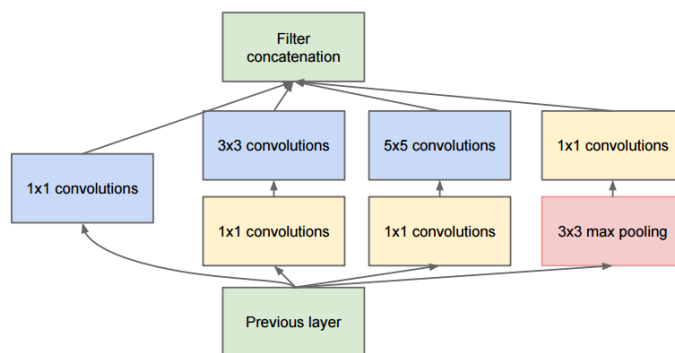 Filter
concatenation
3x3 convolutions
5x5 convolutions
1x1 convolutions
1x1 convolutions
1x1 convolutions
1x1 convolutions
3x3 max pooling
Previous layer